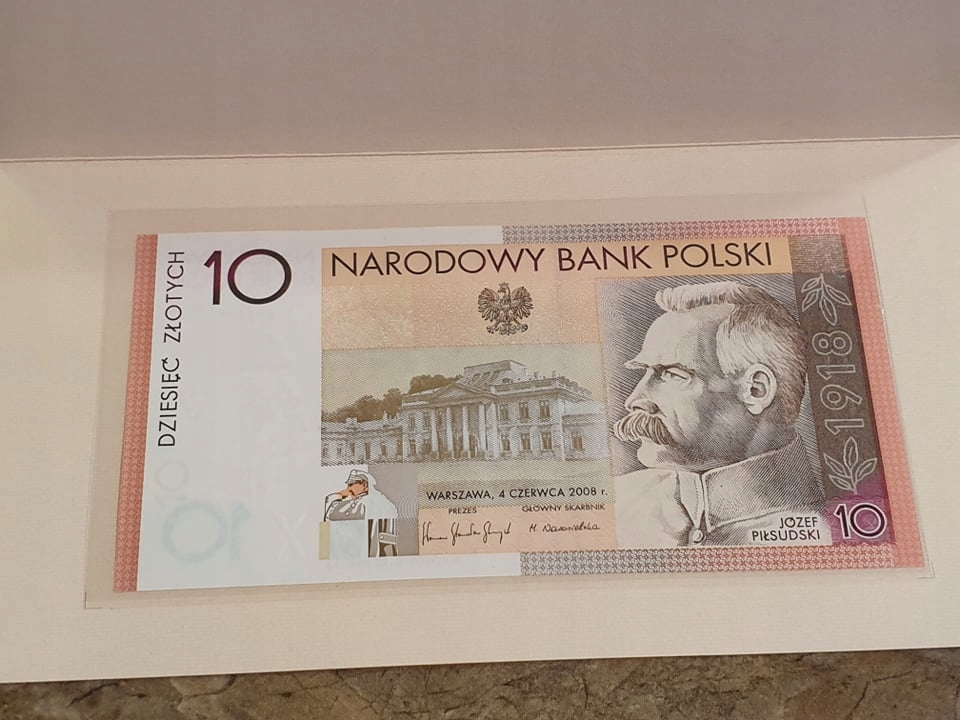 DZIESIĘĆ ZŁOTYCH
10
NARODOWY BANK POLSKI
1918
WARSZAWA, 4 CZERWCA 2008 r.
PREZES
GŁÓWNY SKARBNIK
JÓZEF
PIŁSUDSKI
10